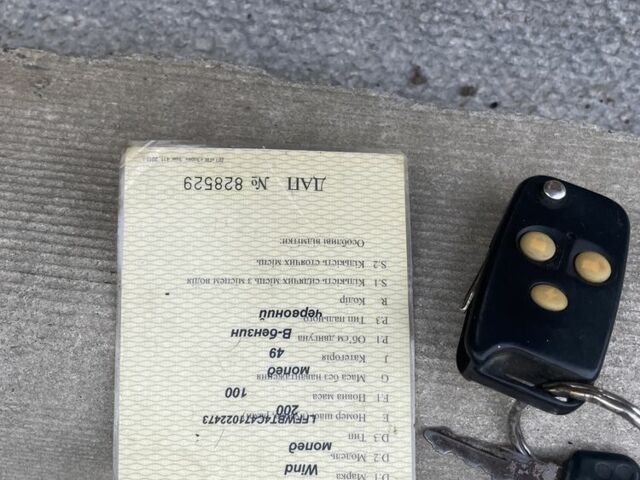 D.1 Марка
Wind
D.2 Модель
мопед
D.3 Тип
LFFWBT4C471022473
E Номер шасі
200
F.1 Повна маса
100
G Маса без навантаження
мопед
J Категорія
49
P.1 Об'єм двигуна
В-бензин
P.3 Тип пального
червоний
R Колір
S.1 Кількість сидячих місць з місцем водія
S.2 Кількість стоячих місць
Особливі відмітки:
ДАП № 828529